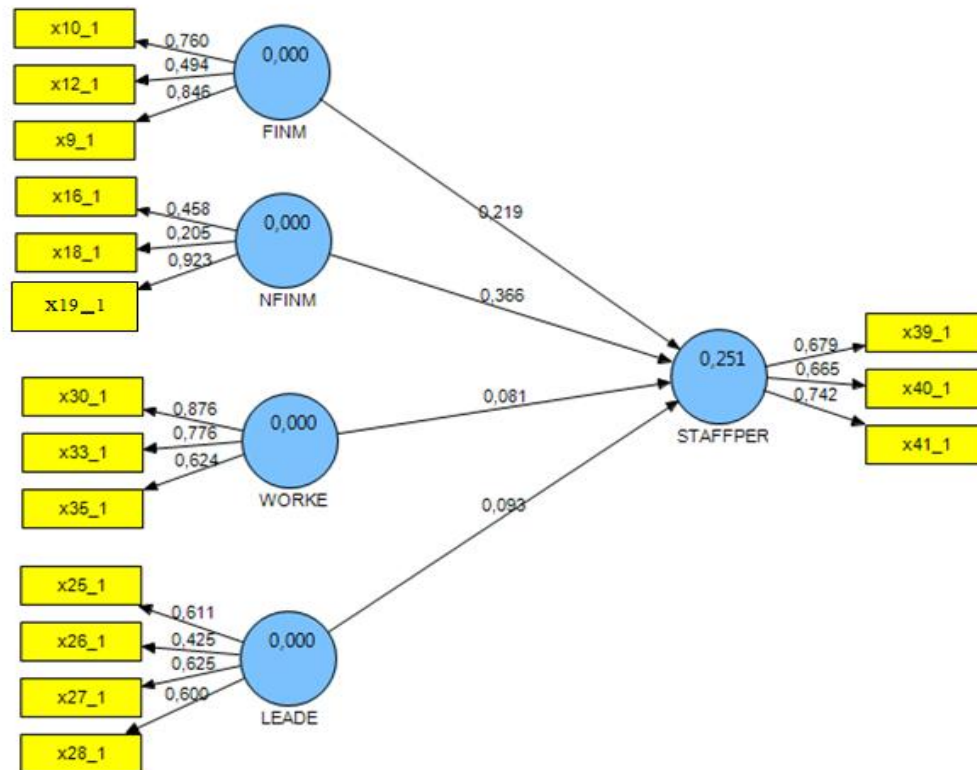 x10_1
0,760
0,000
x12_1
0,494
0,846
x9_1
FINM
x16_1
0,458
0,000
0,219
x18_1
0,205
0,923
x19_1
NFINM
0,366
x39_1
0,679
x30_1
0,251
0,665
x40_1
0,876
0,000
0,081
0,742
x33_1
0,776
STAFFPER
x41_1
0,624
x35_1
WORKE
0,093
x25_1
0,611
0,000
x26_1
0,425
0,625
x27_1
0,600
LEADE
x28_1